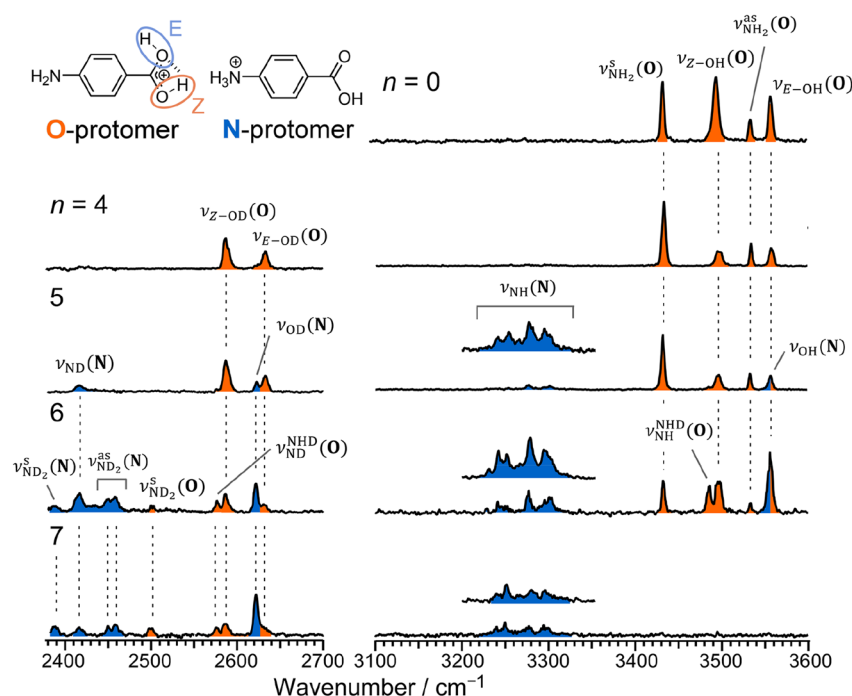 H O E
H₂N O H Z
H₃N⁺ O OH
O-protomer N-protomer
n = 0
ν^s_NH₂(O) ν_Z−OH(O) ν^as_NH₂(O) ν_E−OH(O)
n = 4
ν_Z−OD(O) ν_E−OD(O)
5
ν_ND(N) ν_OD(N) ν_NH(N) ν_OH(N)
6
ν^s_ND₂(N) ν^as_ND₂(N) ν^s_ND₂(O) ν^NHD_ND(O) ν^NHD_NH(O)
7
2400 2500 2600 2700 3100 3200 3300 3400 3500 3600
Wavenumber / cm⁻¹